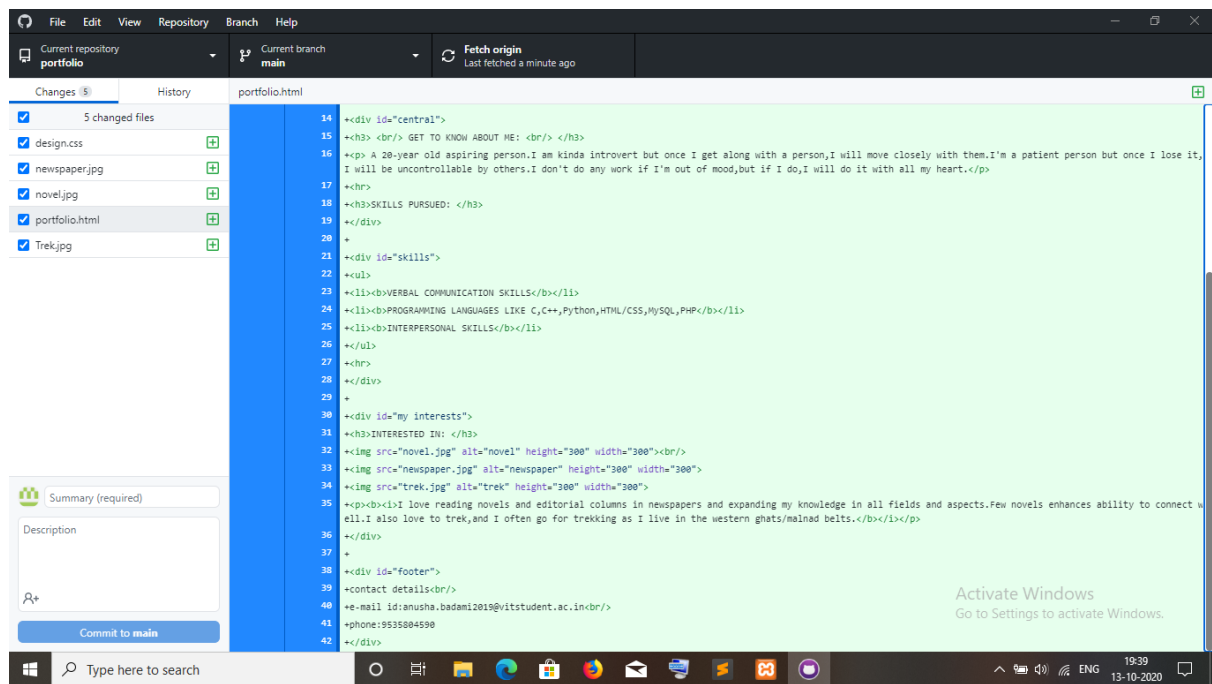 File Edit View Repository Branch Help
Current repository
portfolio
Current branch
main
Fetch origin
Last fetched a minute ago
Changes 5 History
portfolio.html
5 changed files
design.css
newspaper.jpg
novel.jpg
portfolio.html
Trek.jpg
Summary (required)
Description
Commit to main
14 +<div id="central">
15 +<h3> <br/> GET TO KNOW ABOUT ME: <br/> </h3>
16 +<p> A 20-year old aspiring person.I am kinda introvert but once I get along with a person,I will move closely with them.I'm a patient person but once I lose it,
I will be uncontrollable by others.I don't do any work if I'm out of mood,but if I do,I will do it with all my heart.</p>
17 +<hr>
18 +<h3>SKILLS PURSUED: </h3>
19 +</div>
20 +
21 +<div id="skills">
22 +<ul>
23 +<li><b>VERBAL COMMUNICATION SKILLS</b></li>
24 +<li><b>PROGRAMMING LANGUAGES LIKE C,C++,Python,HTML/CSS,MySQL,PHP</b></li>
25 +<li><b>INTERPERSONAL SKILLS</b></li>
26 +</ul>
27 +<hr>
28 +</div>
29 +
30 +<div id="my interests">
31 +<h3>INTERESTED IN: </h3>
32 +<img src="novel.jpg" alt="novel" height="300" width="300"><br/>
33 +<img src="newspaper.jpg" alt="newspaper" height="300" width="300">
34 +<img src="trek.jpg" alt="trek" height="300" width="300">
35 +<p><b><i>I love reading novels and editorial columns in newspapers and expanding my knowledge in all fields and aspects.Few novels enhances ability to connect w
ell.I also love to trek,and I often go for trekking as I live in the western ghats/malnad belts.</b></i></p>
36 +</div>
37 +
38 +<div id="footer">
39 +contact details<br/>
40 +e-mail id:anusha.badami2019@vitstudent.ac.in<br/>
41 +phone:9535804590
42 +</div>
Activate Windows
Go to Settings to activate Windows.
Type here to search
ENG
19:39
13-10-2020